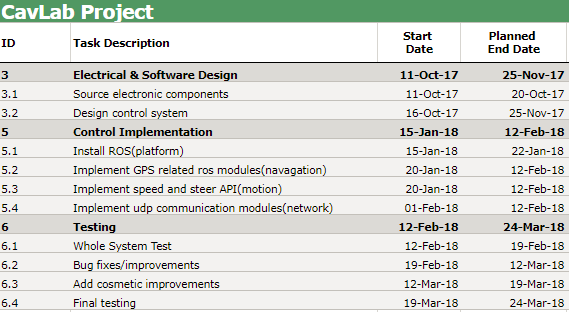 CavLab Project
ID Task Description Start Date Planned End Date
3 Electrical & Software Design 11-Oct-17 25-Nov-17
3.1 Source electronic components 11-Oct-17 20-Oct-17
3.2 Design control system 16-Oct-17 25-Nov-17
5 Control Implementation 15-Jan-18 12-Feb-18
5.1 Install ROS(platform) 15-Jan-18 22-Jan-18
5.2 Implement GPS related ros modules(navagation) 20-Jan-18 12-Feb-18
5.3 Implement speed and steer API(motion) 20-Jan-18 12-Feb-18
5.4 Implement udp communication modules(network) 01-Feb-18 12-Feb-18
6 Testing 12-Feb-18 24-Mar-18
6.1 Whole System Test 12-Feb-18 19-Feb-18
6.2 Bug fixes/improvements 19-Feb-18 12-Mar-18
6.3 Add cosmetic improvements 12-Mar-18 19-Mar-18
6.4 Final testing 19-Mar-18 24-Mar-18